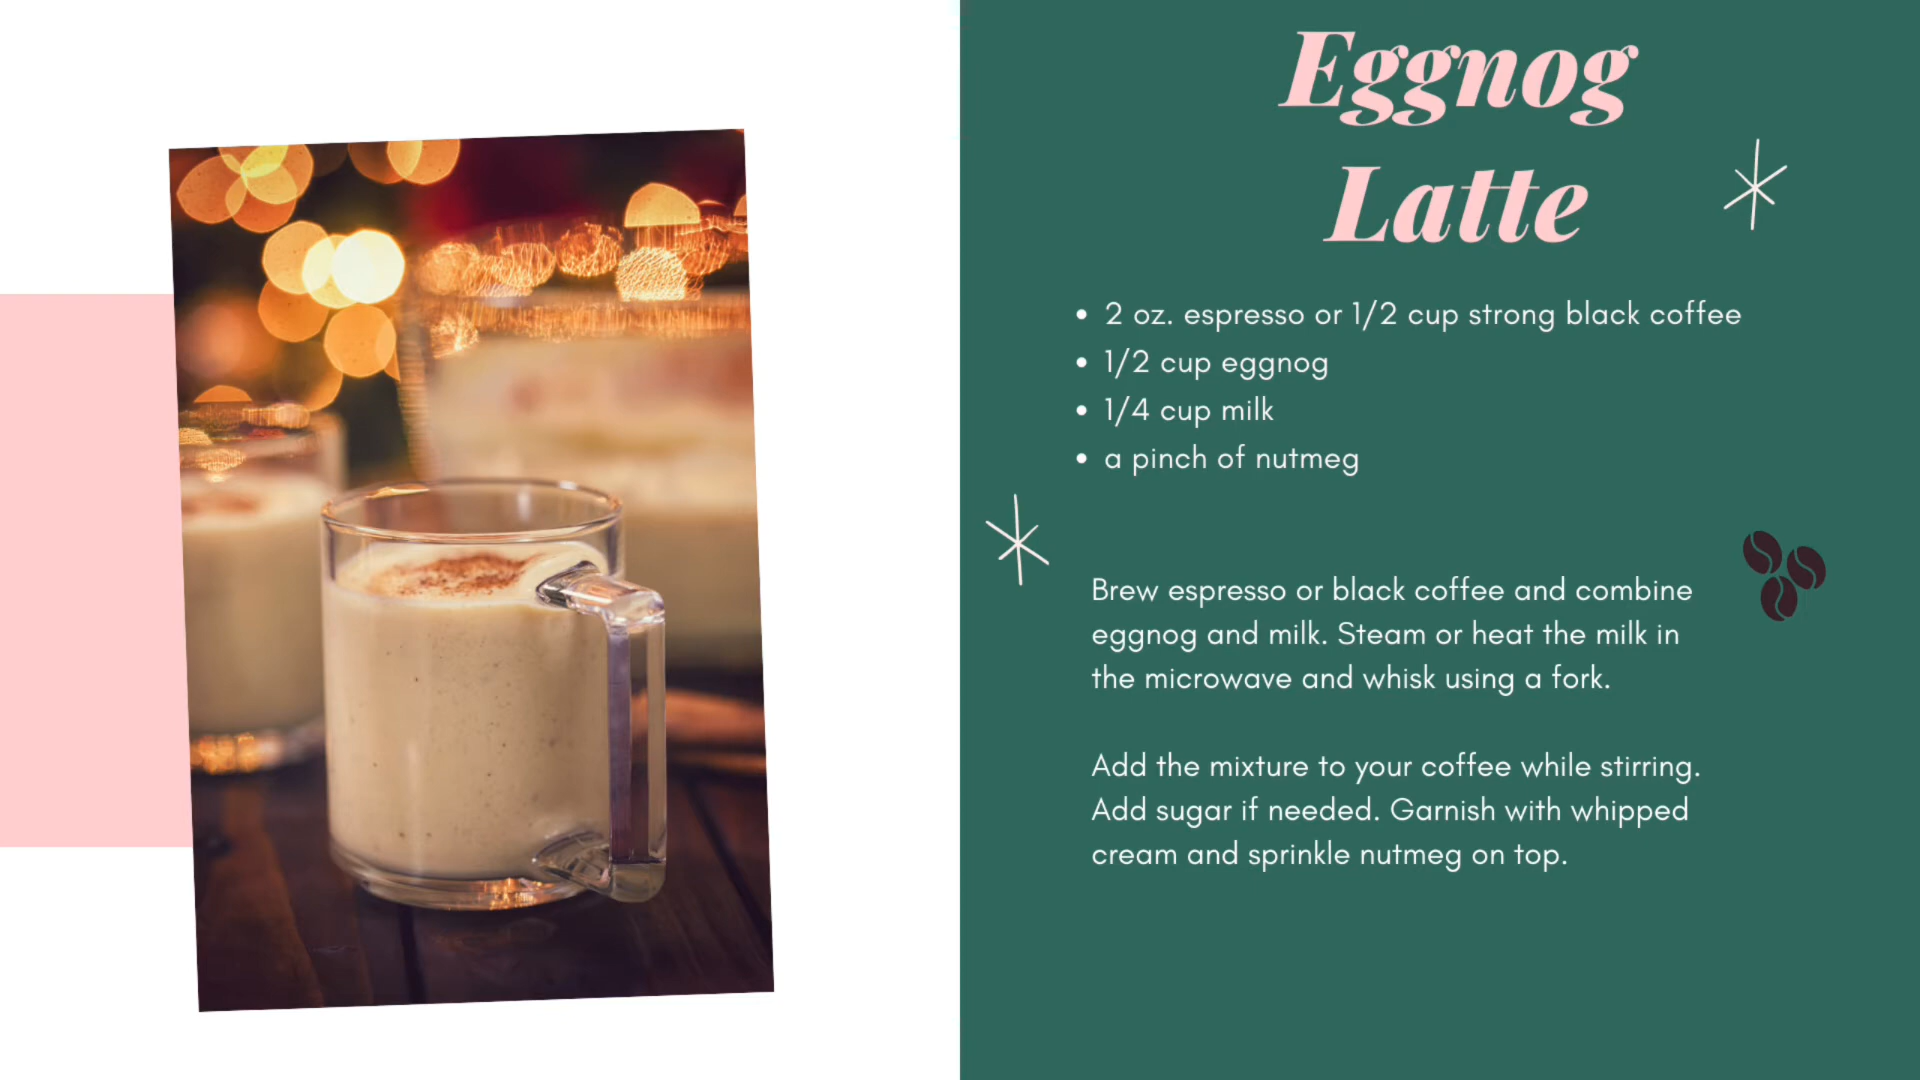 Eggnog
Latte
• 2 oz. espresso or 1/2 cup strong black coffee
• 1/2 cup eggnog
• 1/4 cup milk
• a pinch of nutmeg
Brew espresso or black coffee and combine
eggnog and milk. Steam or heat the milk in
the microwave and whisk using a fork.
Add the mixture to your coffee while stirring.
Add sugar if needed. Garnish with whipped
cream and sprinkle nutmeg on top.